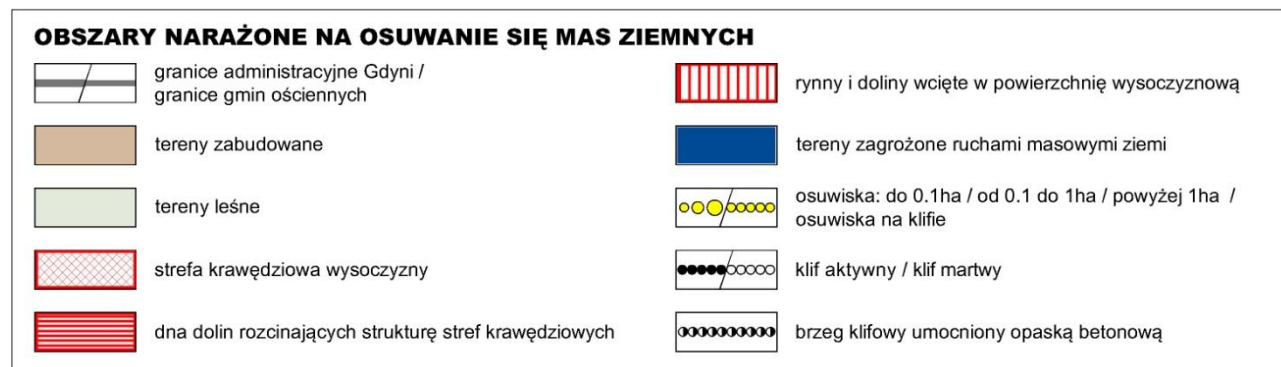 OBSZARY NARAŻONE NA OSUWANIE SIĘ MAS ZIEMNYCH
granice administracyjne Gdyni /
granice gmin ościennych
tereny zabudowane
tereny leśne
strefa krawędziowa wysoczyzny
dna dolin rozcinających strukturę stref krawędziowych
rynny i doliny wcięte w powierzchnię wysoczyznową
tereny zagrożone ruchami masowymi ziemi
osuwiska: do 0.1ha / od 0.1 do 1ha / powyżej 1ha /
osuwiska na klifie
klif aktywny / klif martwy
brzeg klifowy umocniony opaską betonową